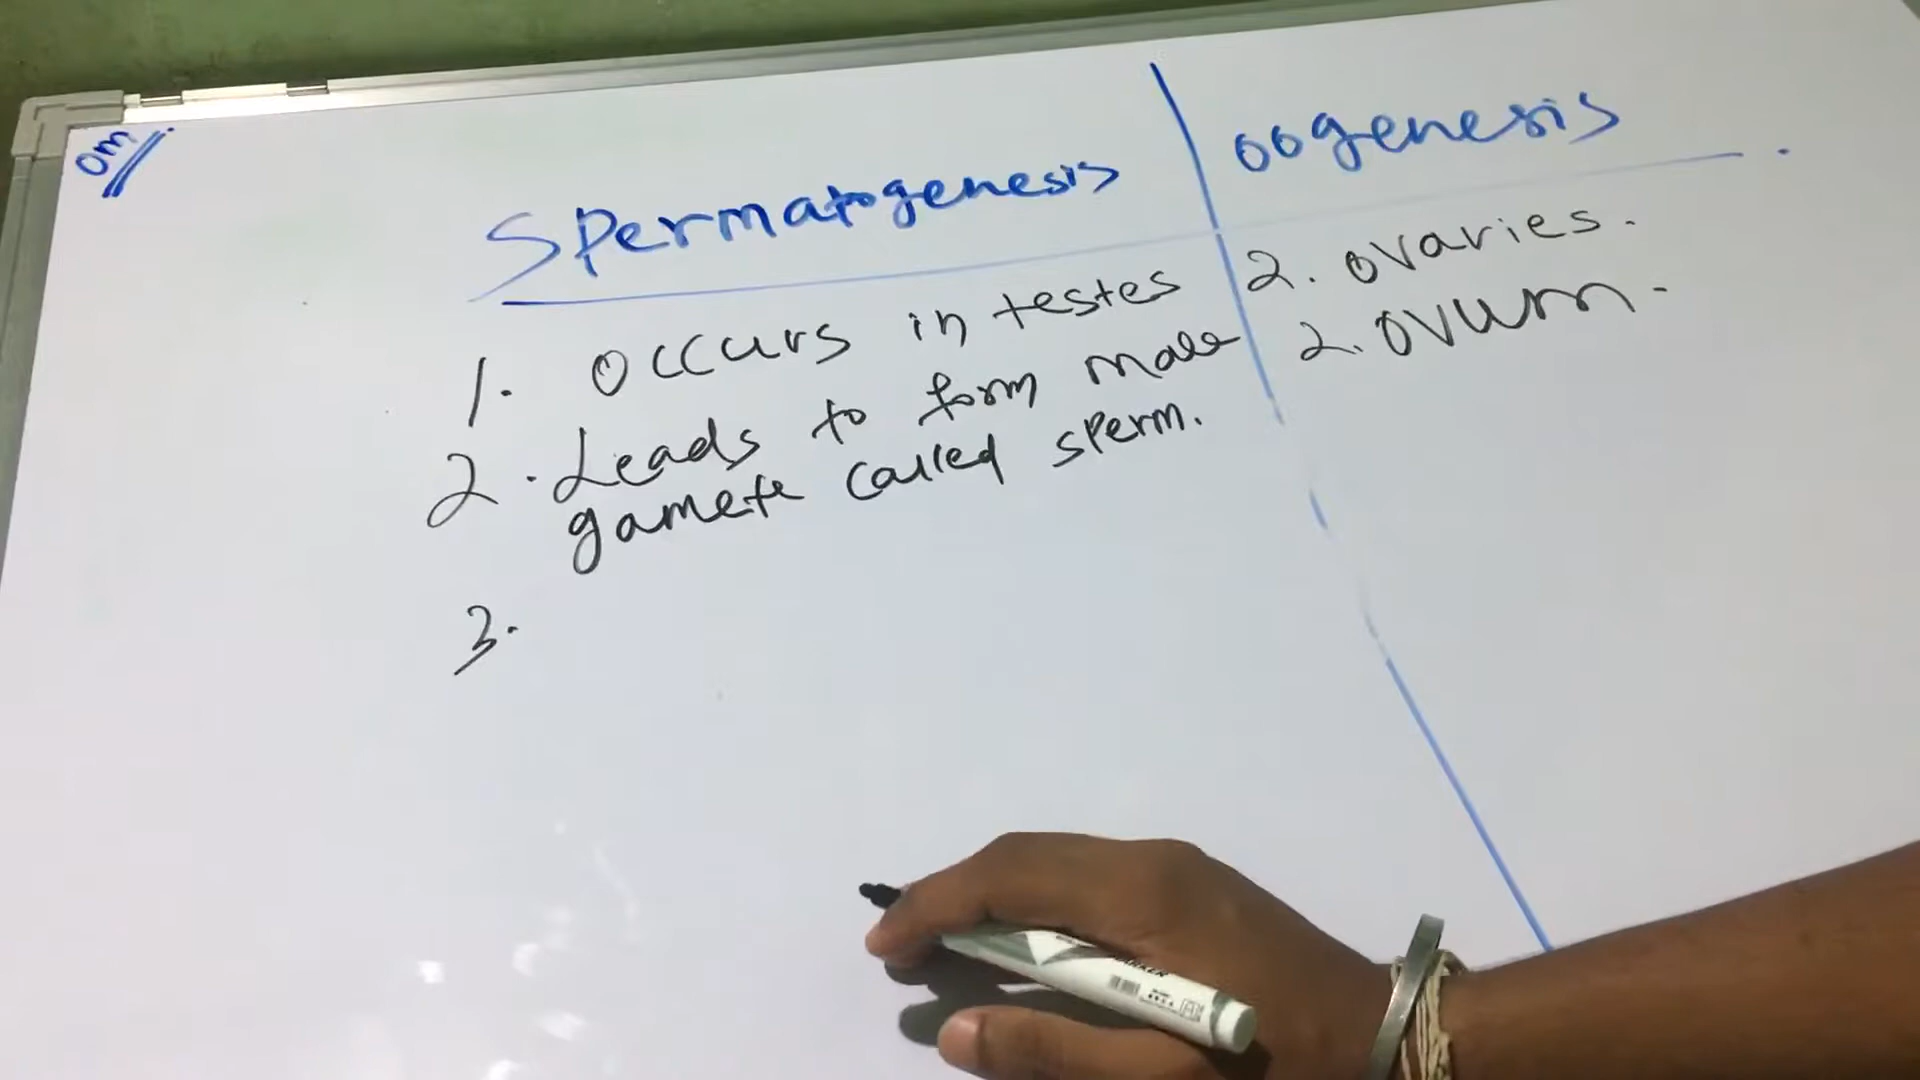 Om
Spermatogenesis
oogenesis
1. Occurs in testes
2. ovaries.
2. Leads to form male
gamete called sperm.
2. ovum.
3.